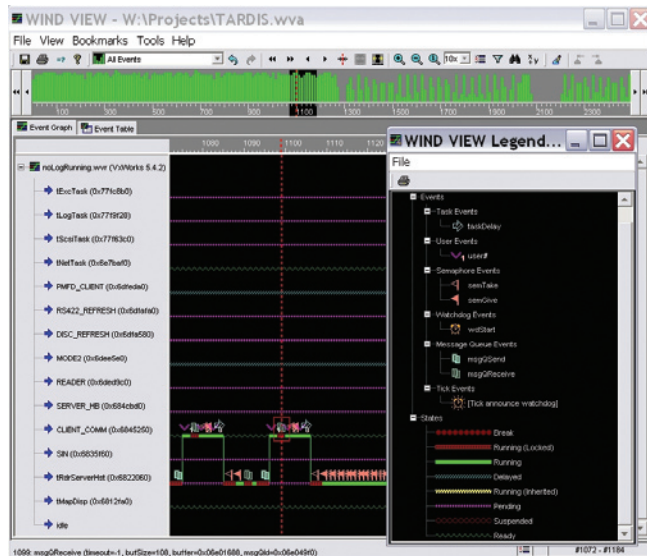 WIND VIEW - W:\Projects\TARDIS.wva
File View Bookmarks Tools Help
All Events
10x
100 300 500 700 900 1100 1300 1500 1700 1900 2100 2300
Event Graph Event Table
1080 1090 1100 1110 1120
noLogRunning.wvr (VxWorks 5.4.2)
tExcTask (0x77fc8b0)
tLogTask (0x77f9f28)
tScsiTask (0x77f63c0)
tNetTask (0x6e7baf0)
PMFD_CLIENT (0x6dfeda0)
RS422_REFRESH (0x6dfafa0)
DISC_REFRESH (0x6dfa580)
MODE2 (0x6dee5e0)
READER (0x6ded9c0)
SERVER_HB (0x684cbd0)
CLIENT_COMM (0x6845250)
SIN (0x6835f60)
tRdrServerHst (0x6822060)
tMapDisp (0x6812fa0)
idle
1099: msgQReceive (timeout=-1, bufSize=108, buffer=0x06e01688, msgQId=0x06e049f0)
#1072 - #1184
WIND VIEW Legend...
File
Events
Task Events
taskDelay
User Events
user#
Semaphore Events
semTake
semGive
Watchdog Events
wdStart
Message Queue Events
msgQSend
msgQReceive
Tick Events
[Tick announce watchdog]
States
Break
Running (Locked)
Running
Delayed
Running (Inherited)
Pending
Suspended
Ready